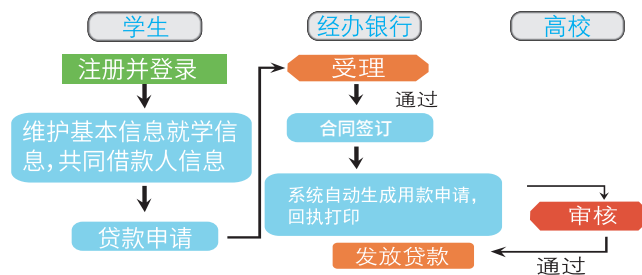 学生
经办银行
高校
注册并登录
受理
通过
维护基本信息就学信
息，共同借款人信息
合同签订
贷款申请
系统自动生成用款申请，
回执打印
审核
发放贷款
通过